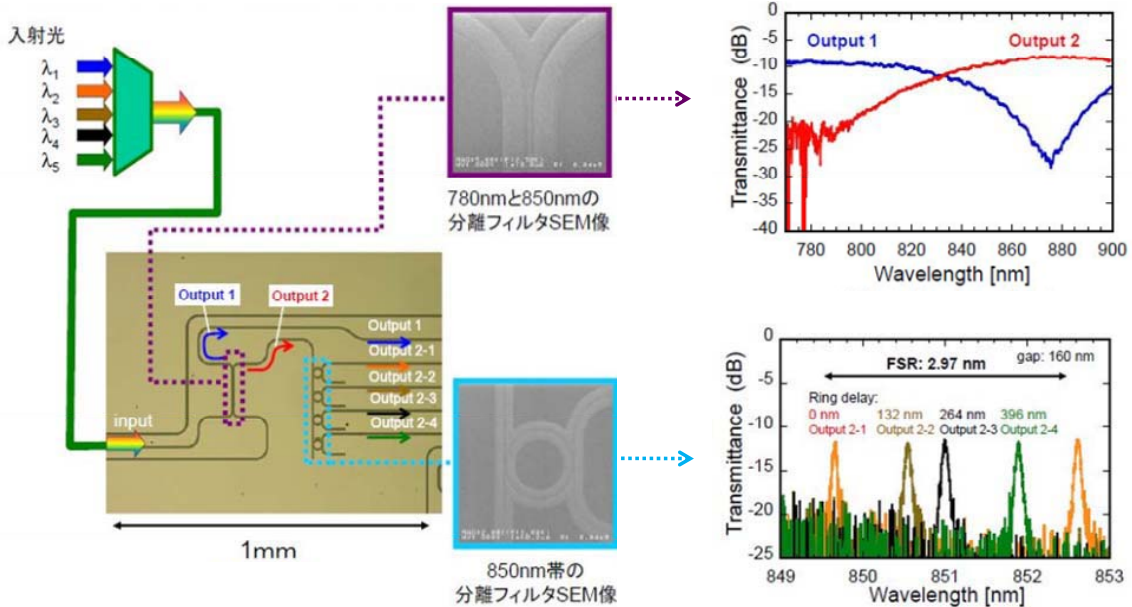 入射光
λ1
λ2
λ3
λ4
λ5
780nmと850nmの
分離フィルタSEM像
Output 1
Output 2
Output 1
Output 2-1
Output 2-2
Output 2-3
Output 2-4
input
1mm
850nm帯の
分離フィルタSEM像
Transmittance (dB)
0
-5
-10
-15
-20
-25
-30
-35
-40
Output 1
Output 2
780 800 820 840 860 880 900
Wavelength [nm]
Transmittance (dB)
0
-5
-10
-15
-20
-25
FSR: 2.97 nm
gap: 160 nm
Ring delay:
0 nm 132 nm 264 nm 396 nm
Output 2-1 Output 2-2 Output 2-3 Output 2-4
849 850 851 852 853
Wavelength [nm]